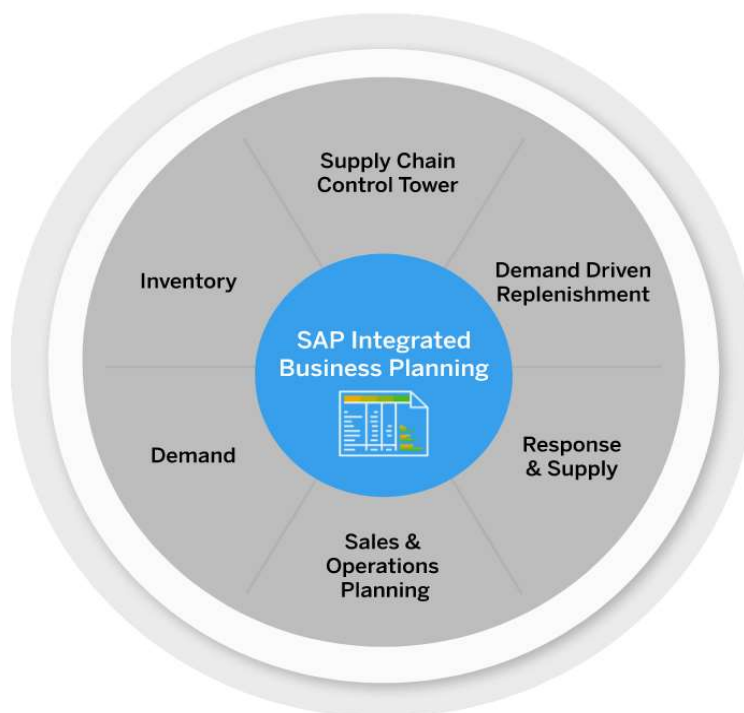 Supply Chain
Control Tower
Inventory
Demand Driven
Replenishment
SAP Integrated
Business Planning
Demand
Response
& Supply
Sales &
Operations
Planning